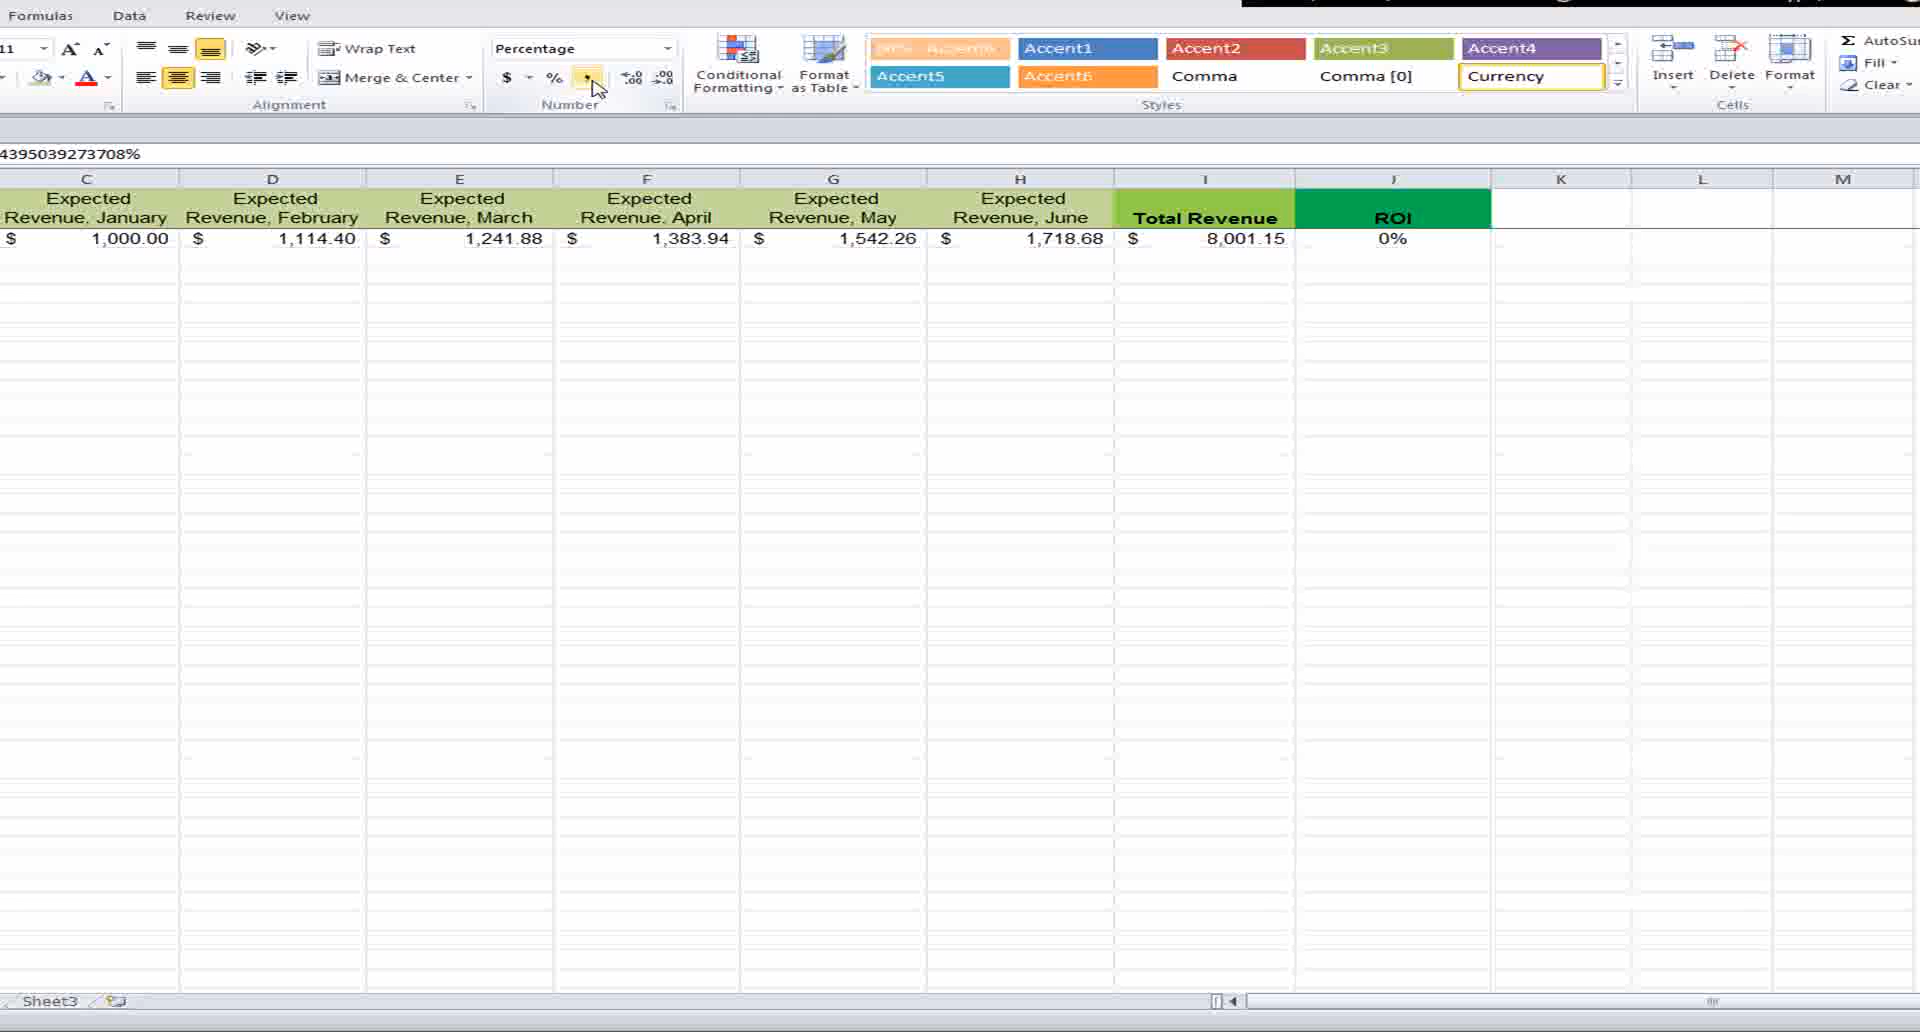 Formulas Data Review View
11 Wrap Text Percentage Accent1 Accent2 Accent3 Accent4 AutoSu
Merge & Center $ % , Conditional Formatting Format as Table Accent5 Accent6 Comma Comma [0] Currency Insert Delete Format Fill
Clear
Alignment Number Styles Cells
4395039273708%
C D E F G H I J K L M
Expected Expected Expected Expected Expected Expected
Revenue, January Revenue, February Revenue, March Revenue. April Revenue, May Revenue, June Total Revenue ROI
$ 1,000.00 $ 1,114.40 $ 1,241.88 $ 1,383.94 $ 1,542.26 $ 1,718.68 $ 8,001.15 0%
Sheet3